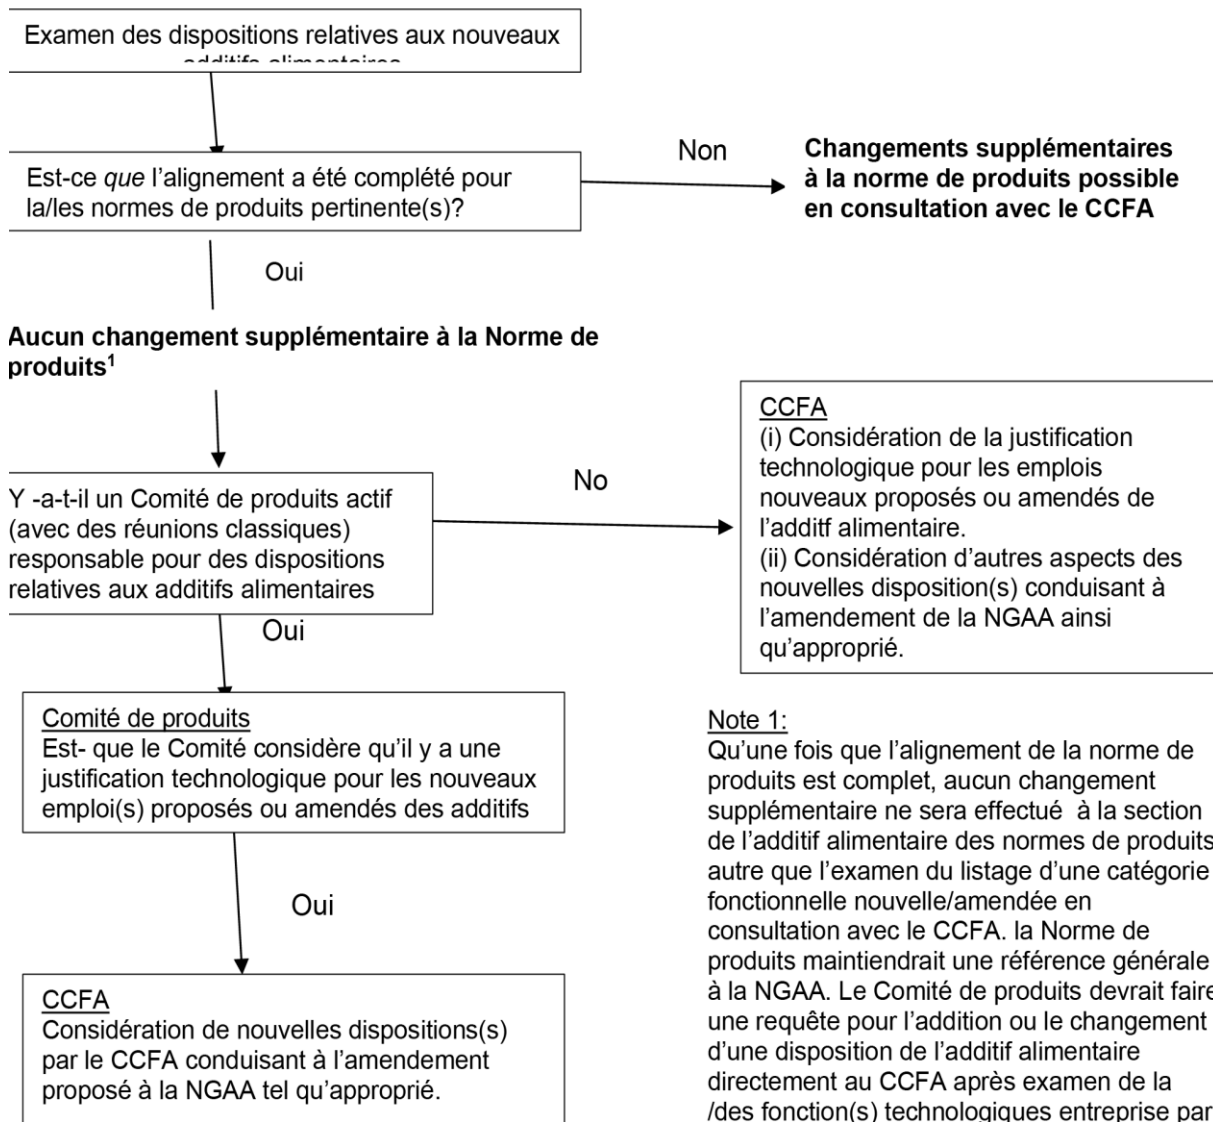 Examen des dispositions relatives aux nouveaux
additifs alimentaires
Est-ce que l’alignement a été complété pour
la/les normes de produits pertinente(s)?
Non
Changements supplémentaires
à la norme de produits possible
en consultation avec le CCFA
Oui
Aucun changement supplémentaire à la Norme de
produits1
Y -a-t-il un Comité de produits actif
(avec des réunions classiques)
responsable pour des dispositions
relatives aux additifs alimentaires
No
CCFA
(i) Considération de la justification
technologique pour les emplois
nouveaux proposés ou amendés de
l’additf alimentaire.
(ii) Considération d’autres aspects des
nouvelles disposition(s) conduisant à
l’amendement de la NGAA ainsi
qu’approprié.
Oui
Comité de produits
Est- que le Comité considère qu’il y a une
justification technologique pour les nouveaux
emploi(s) proposés ou amendés des additifs
Oui
CCFA
Considération de nouvelles dispositions(s)
par le CCFA conduisant à l’amendement
proposé à la NGAA tel qu’approprié.
Note 1:
Qu’une fois que l’alignement de la norme de
produits est complet, aucun changement
supplémentaire ne sera effectué à la section
de l’additif alimentaire des normes de produits
autre que l’examen du listage d’une catégorie
fonctionnelle nouvelle/amendée en
consultation avec le CCFA. la Norme de
produits maintiendrait une référence générale
à la NGAA. Le Comité de produits devrait faire
une requête pour l’addition ou le changement
d’une disposition de l’additif alimentaire
directement au CCFA après examen de la
/des fonction(s) technologiques entreprise par